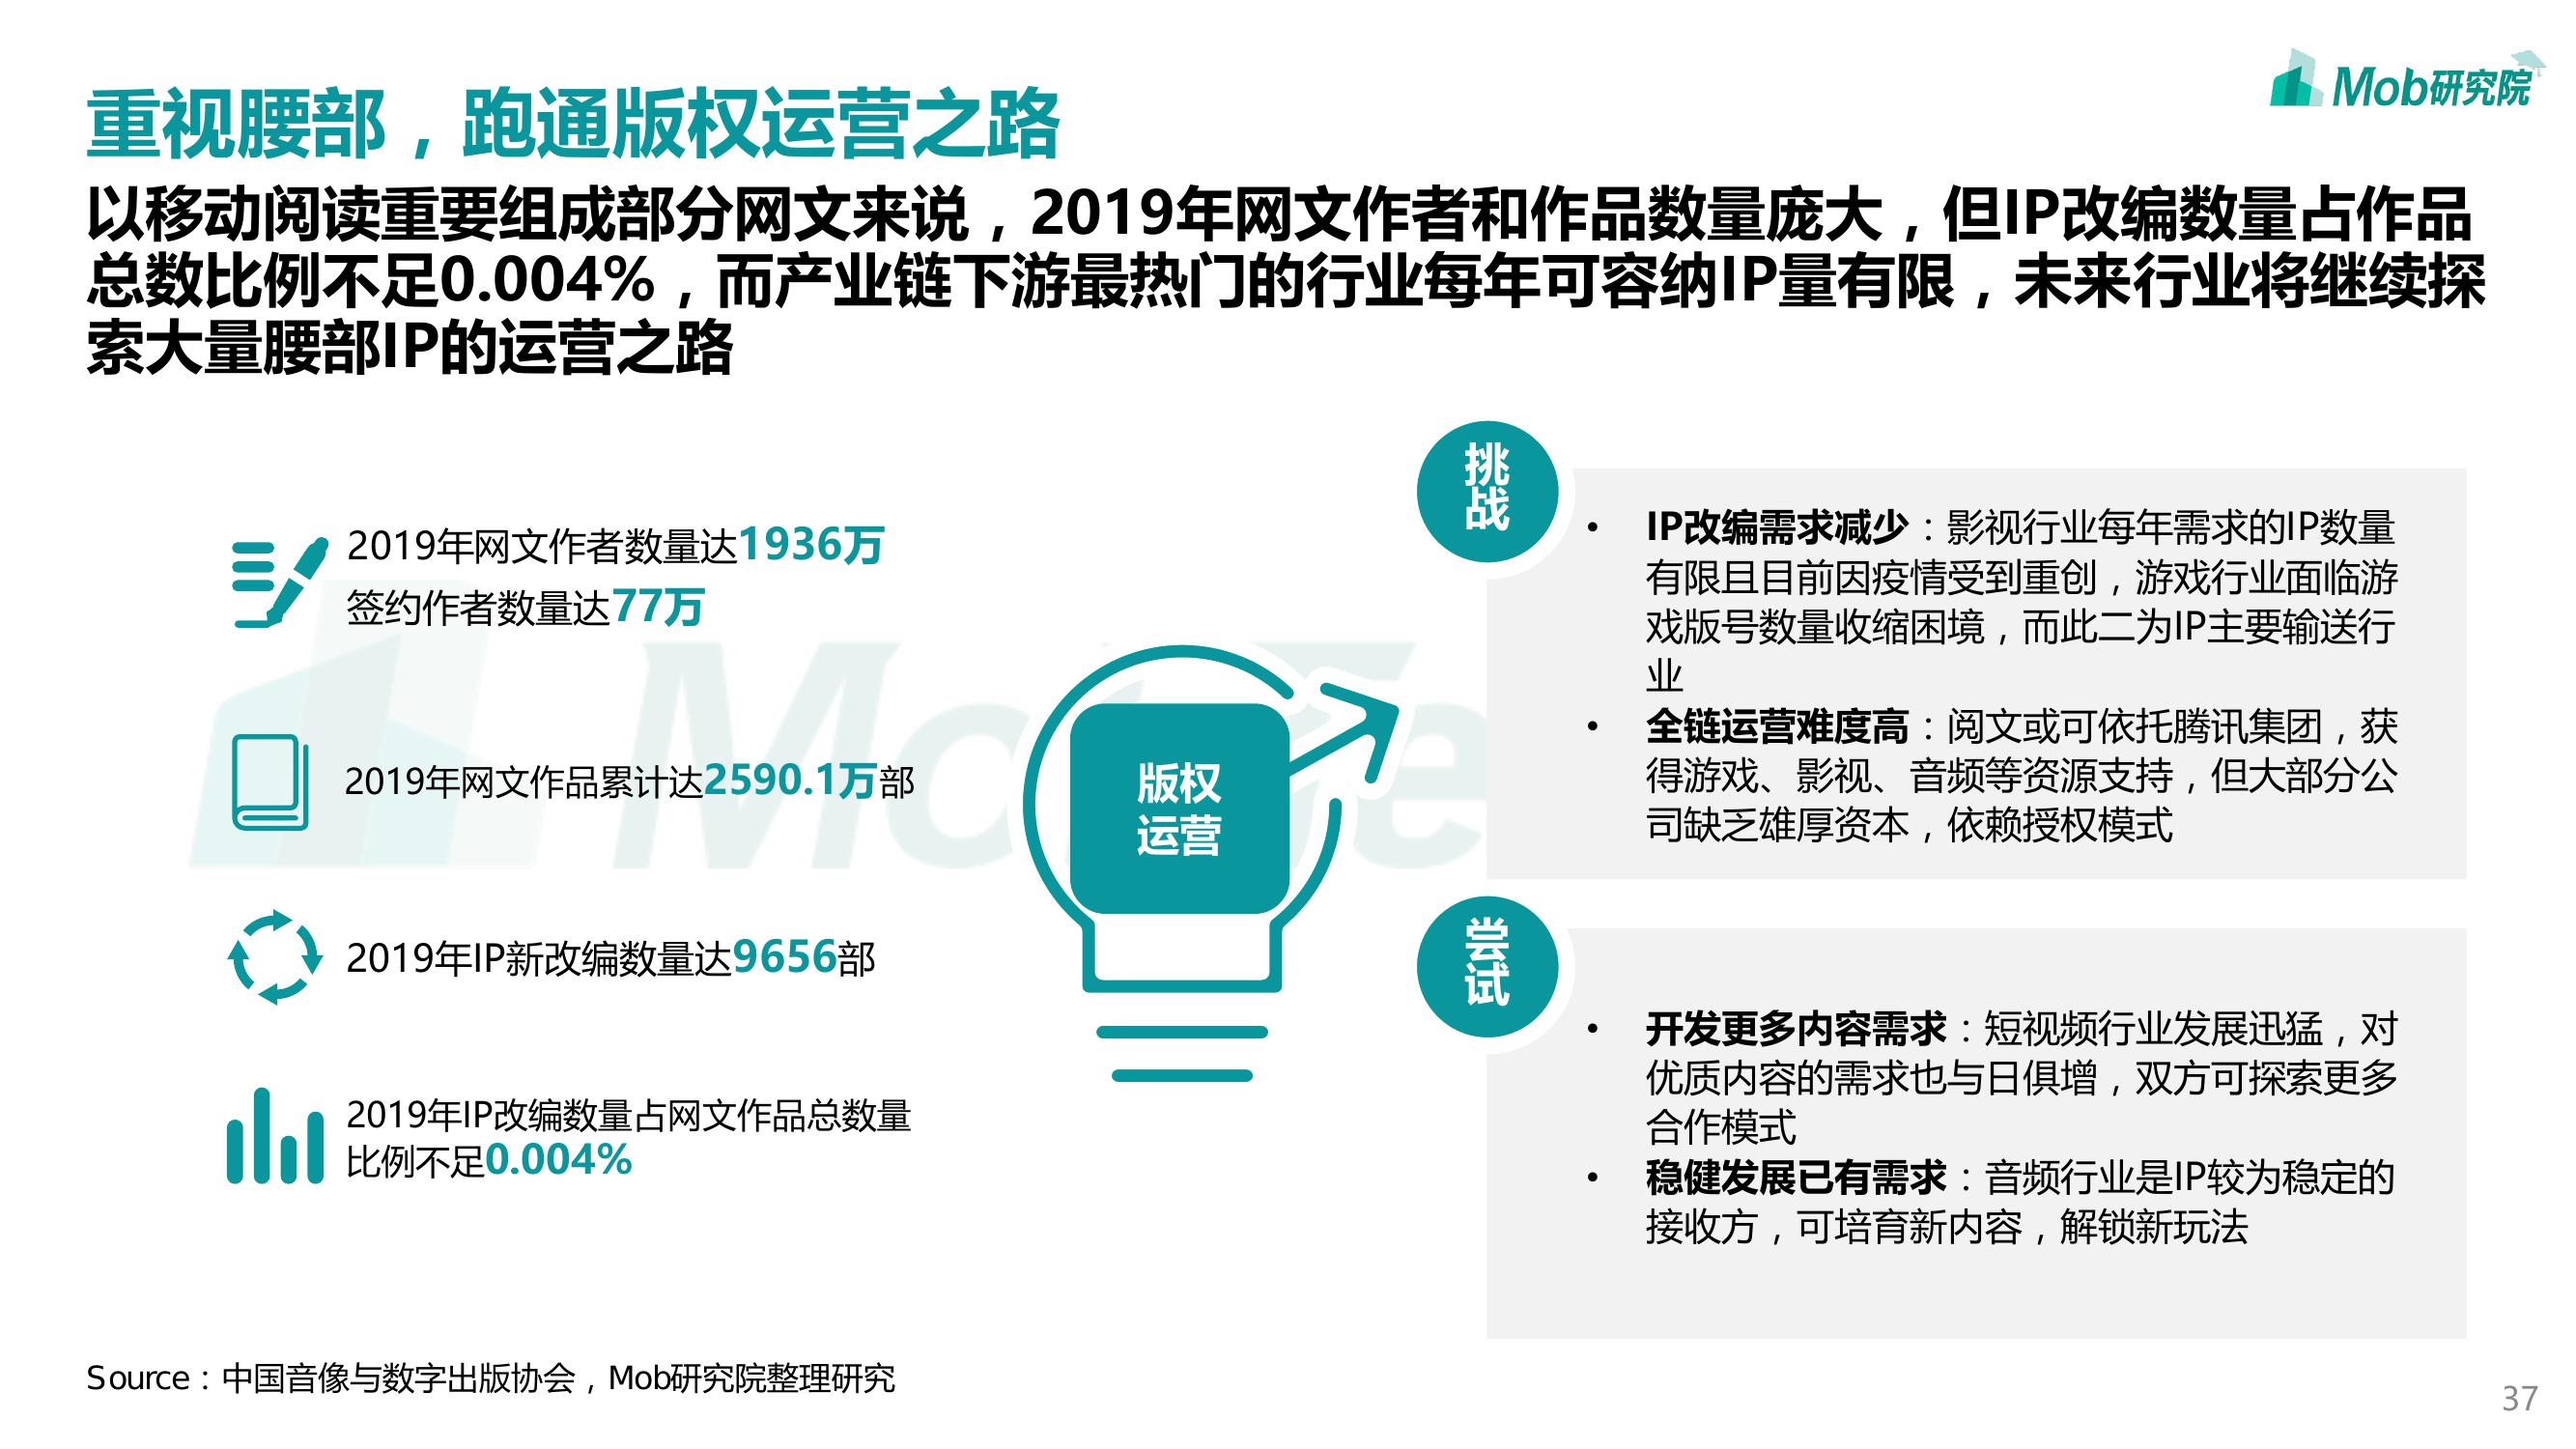 Mob研究院
重视腰部，跑通版权运营之路
以移动阅读重要组成部分网文来说，2019年网文作者和作品数量庞大，但IP改编数量占作品
总数比例不足0.004%，而产业链下游最热门的行业每年可容纳IP量有限，未来行业将继续探
索大量腰部IP的运营之路
2019年网文作者数量达1936万
签约作者数量达77万
2019年网文作品累计达2590.1万部
2019年IP新改编数量达9656部
2019年IP改编数量占网文作品总数量
比例不足0.004%
版权
运营
挑
战
• IP改编需求减少：影视行业每年需求的IP数量
有限且目前因疫情受到重创，游戏行业面临游
戏版号数量收缩困境，而此二为IP主要输送行
业
• 全链运营难度高：阅文或可依托腾讯集团，获
得游戏、影视、音频等资源支持，但大部分公
司缺乏雄厚资本，依赖授权模式
尝
试
• 开发更多内容需求：短视频行业发展迅猛，对
优质内容的需求也与日俱增，双方可探索更多
合作模式
• 稳健发展已有需求：音频行业是IP较为稳定的
接收方，可培育新内容，解锁新玩法
Source：中国音像与数字出版协会，Mob研究院整理研究
37